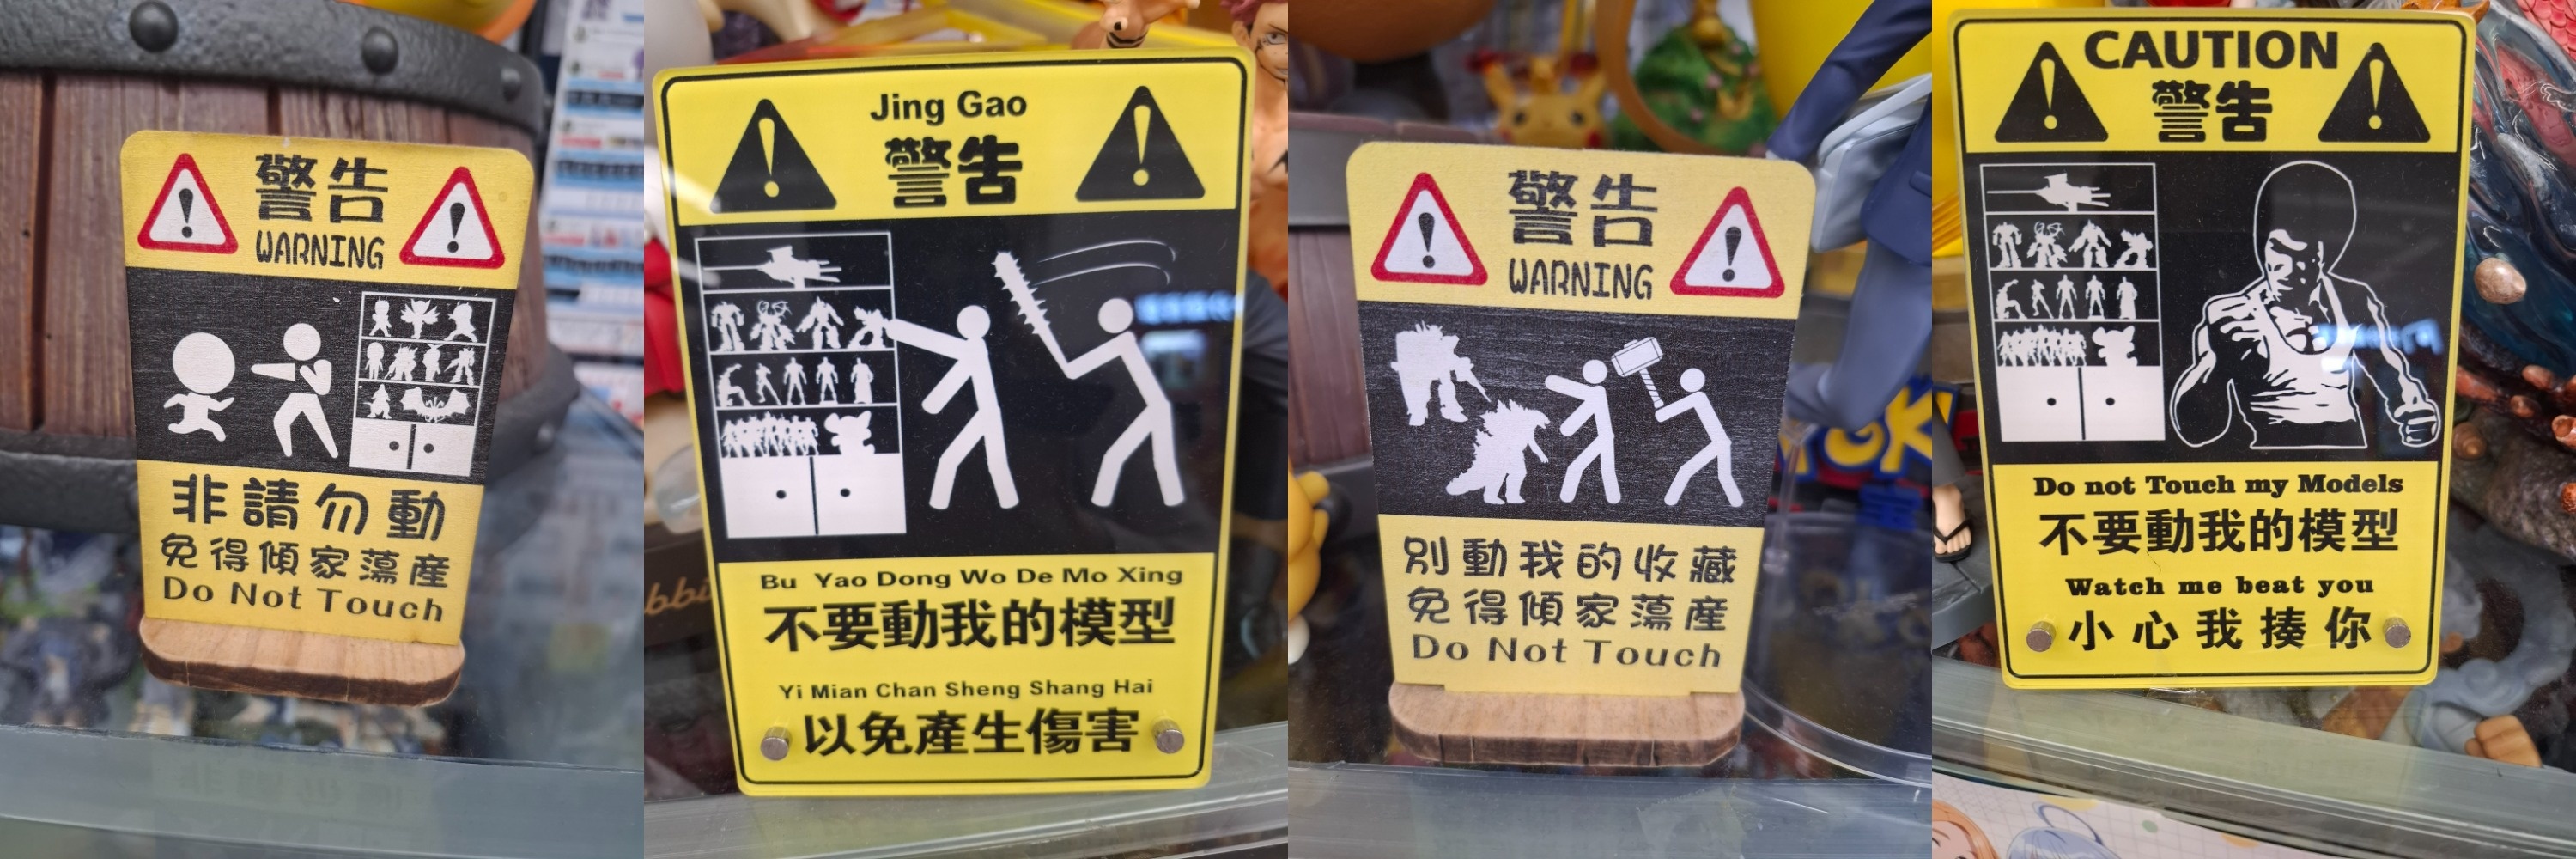 警告
WARNING
非請勿動
免得傾家蕩産
Do Not Touch
Jing Gao
警告
Bu Yao Dong Wo De Mo Xing
不要動我的模型
Yi Mian Chan Sheng Shang Hai
以免產生傷害
警告
WARNING
別動我的收藏
免得傾家蕩産
Do Not Touch
CAUTION
警告
Do not Touch my Models
不要動我的模型
Watch me beat you
小心我揍你